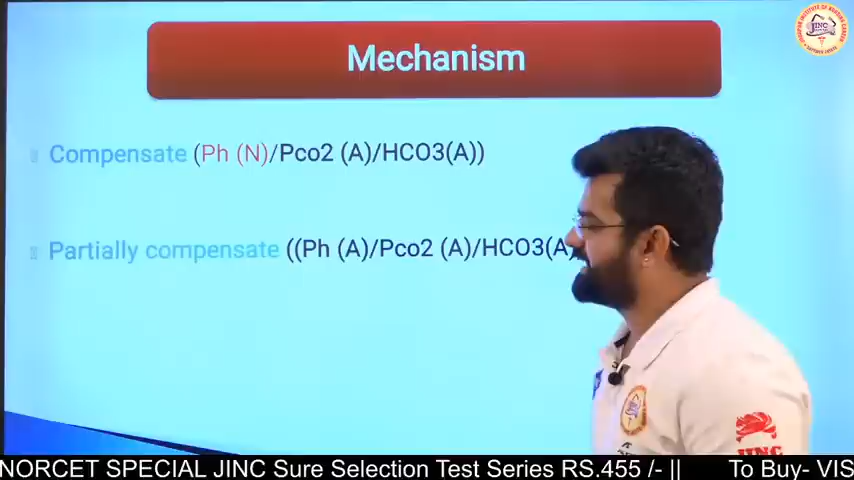 Mechanism
Compensate (Ph (N)/Pco2 (A)/HCO3(A))
Partially compensate ((Ph (A)/Pco2 (A)/HCO3(A)
JINC
JINC
NORCET SPECIAL JINC Sure Selection Test Series RS.455 /- || To Buy- VIS